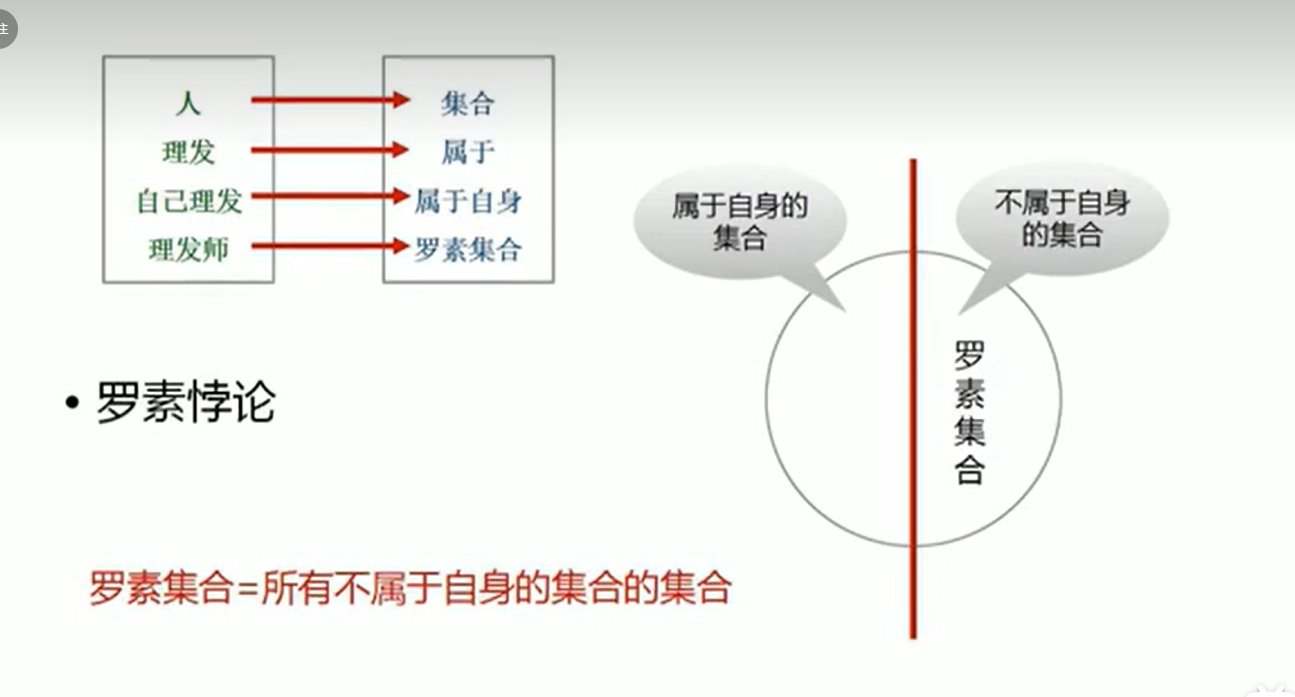 注
人
理发
自己理发
理发师
集合
属于
属于自身
罗素集合
属于自身的
集合
不属于自身
的集合
罗素集合
• 罗素悖论
罗素集合=所有不属于自身的集合的集合